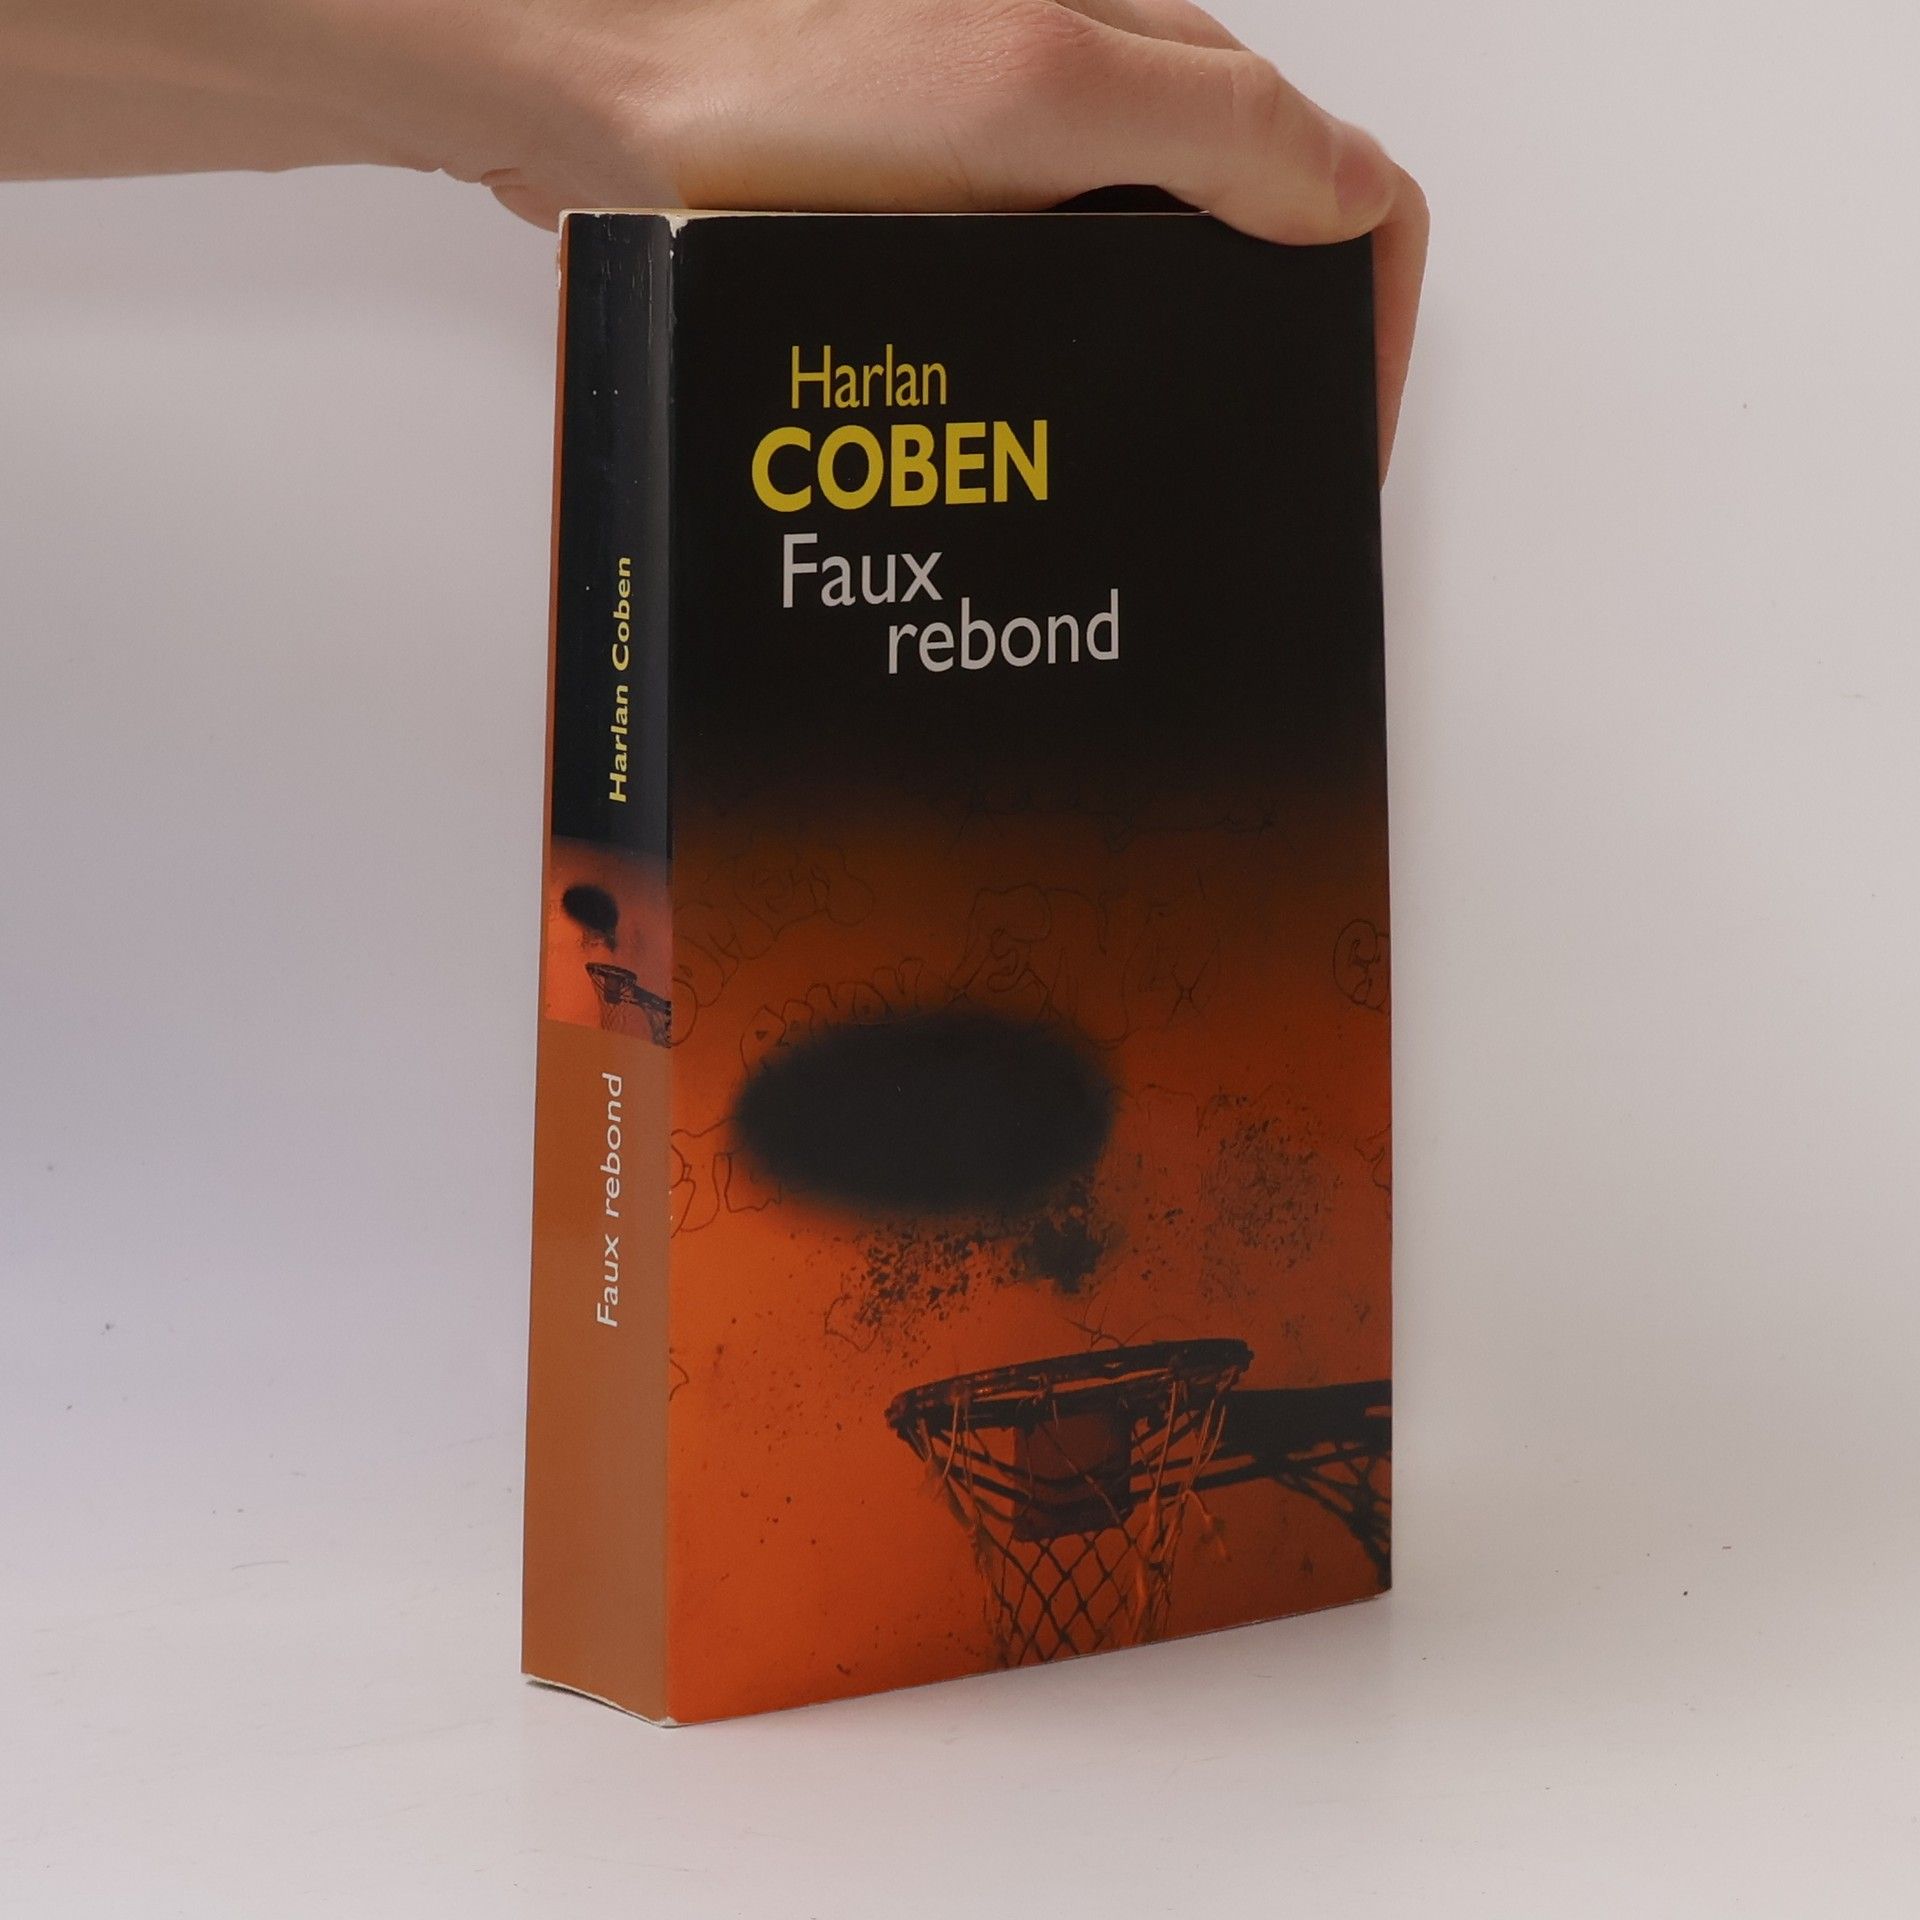 Harlan
COBEN
Faux
rebond
Harlan Coben
Faux rebond